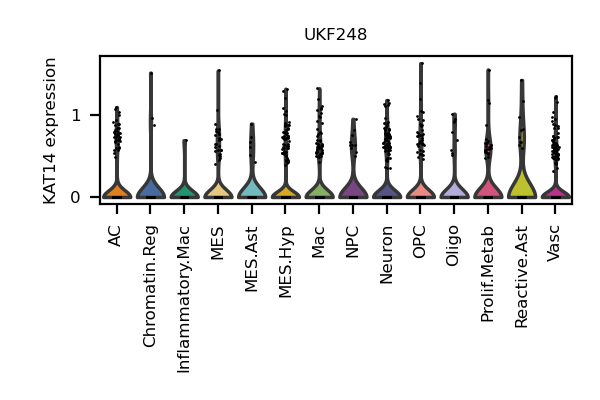 UKF248
KAT14 expression
1
0
AC
Chromatin.Reg
Inflammatory.Mac
MES
MES.Ast
MES.Hyp
Mac
NPC
Neuron
OPC
Oligo
Prolif.Metab
Reactive.Ast
Vasc